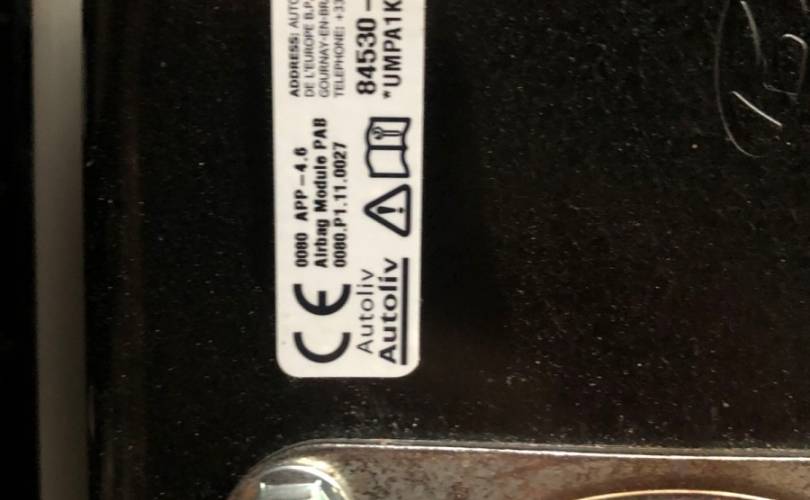 CE
0080 APP-4.6
Airbag Module PAB
0080.P1.11.0027
Autoliv
Autoliv
ADDRESS: AUTO
DE L'EUROPE B.P.
GOURNAY-EN-BR
TELEPHONE: +33
84530-
*UMPA1K